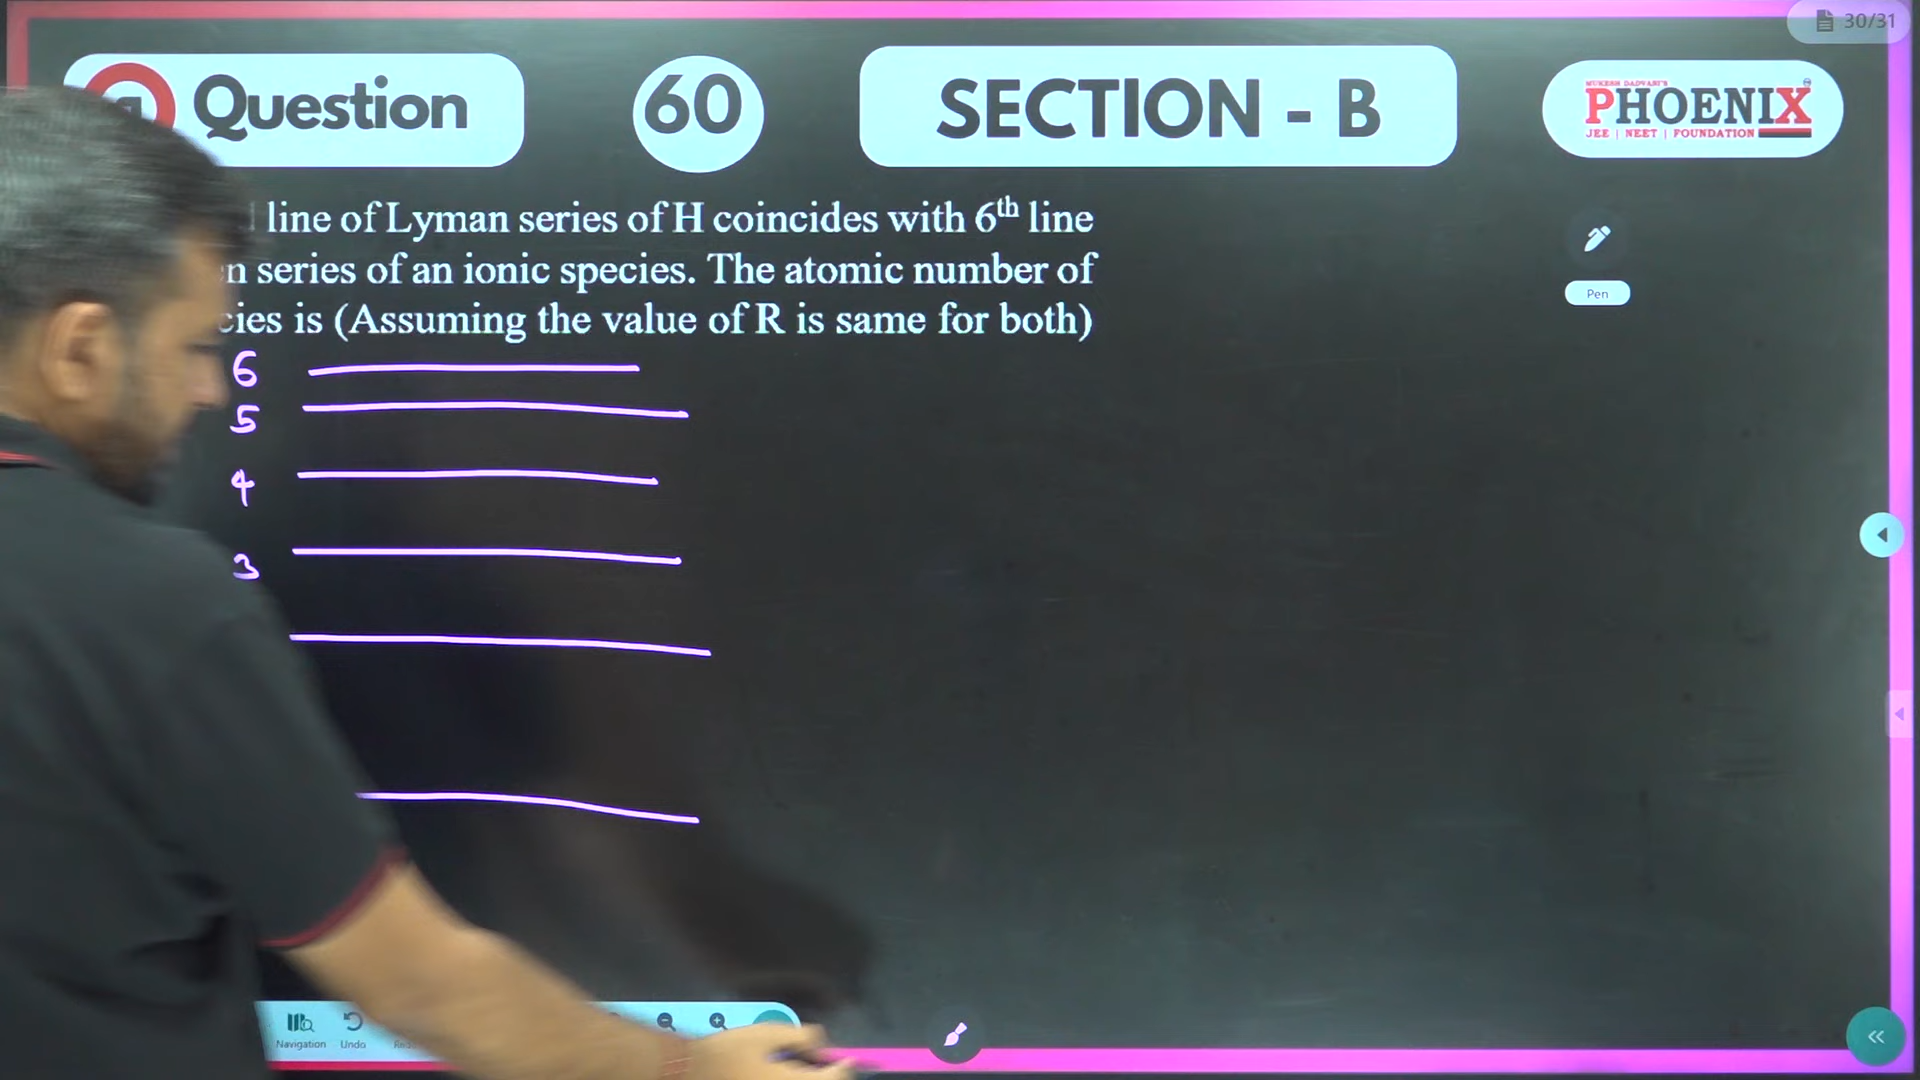 30/31
Question
60
SECTION - B
MUKESH DADVANI'S
PHOENIX
JEE | NEET | FOUNDATION
line of Lyman series of H coincides with 6th line
series of an ionic species. The atomic number of
is (Assuming the value of R is same for both)
Pen
6
5
4
3
Navigation
Undo